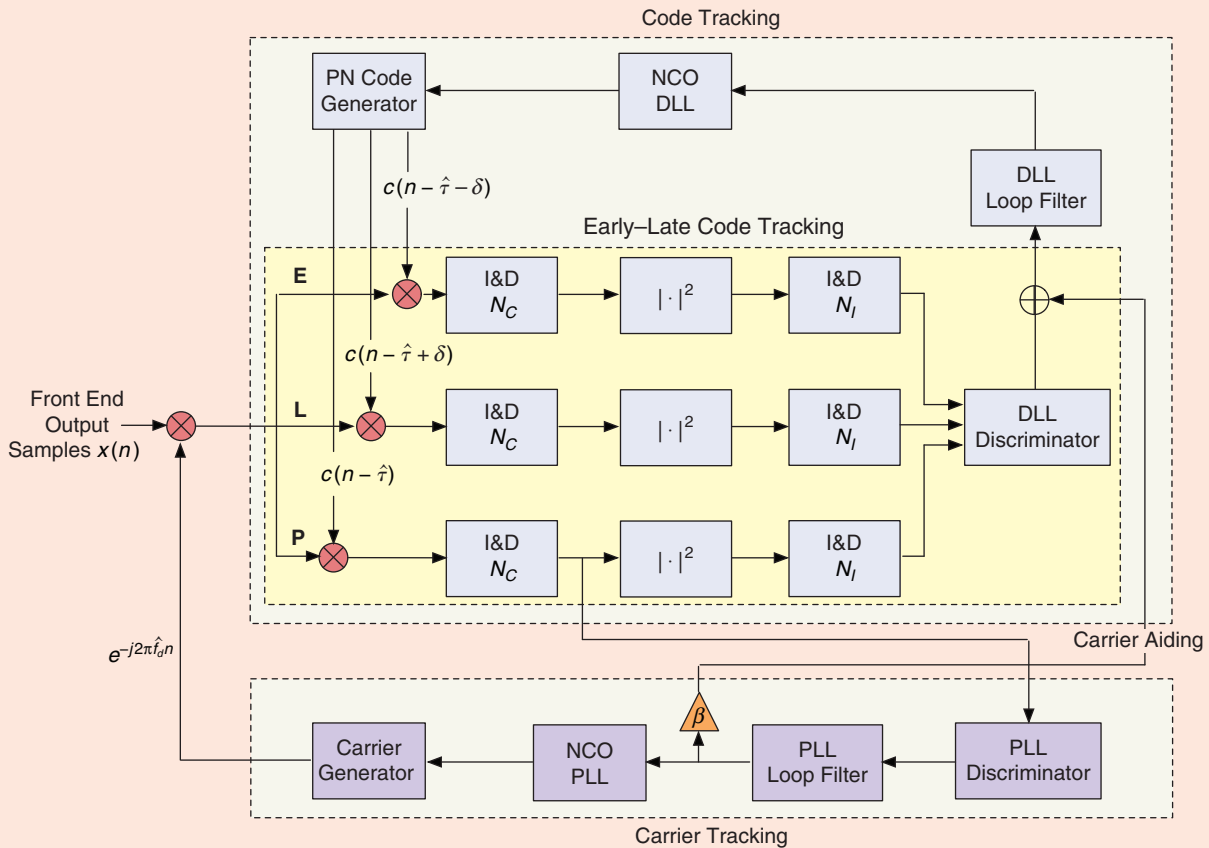 Code Tracking
PN Code
Generator
NCO
DLL
DLL
Loop Filter
c(n - τ̂ - δ)
Early–Late Code Tracking
E
I&D
N_C
| · |²
I&D
N_I
c(n - τ̂ + δ)
Front End
Output
Samples x(n)
L
I&D
N_C
| · |²
I&D
N_I
DLL
Discriminator
c(n - τ̂)
P
I&D
N_C
| · |²
I&D
N_I
e^{-j2πf̂_d n}
Carrier Aiding
β
Carrier
Generator
NCO
PLL
PLL
Loop Filter
PLL
Discriminator
Carrier Tracking